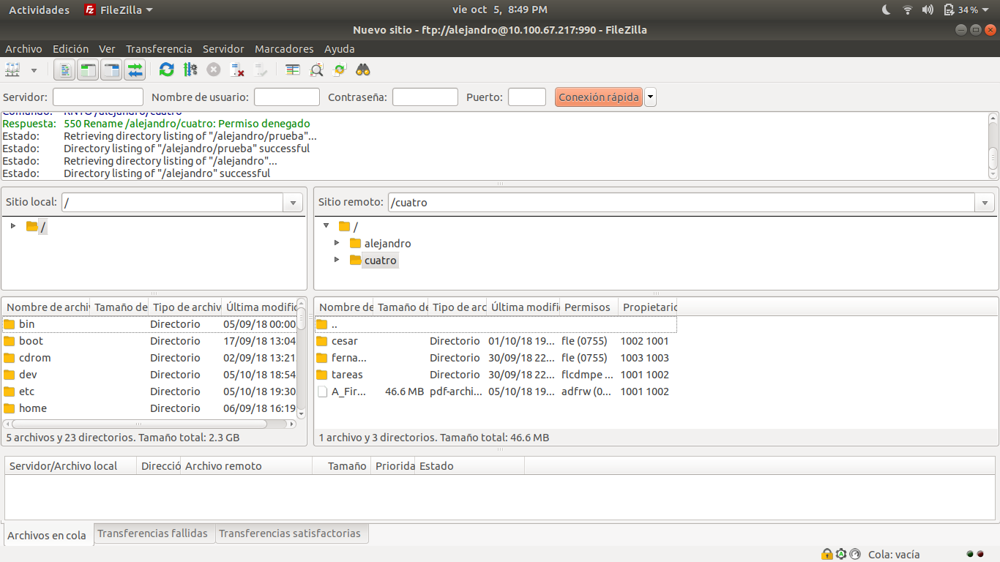 Actividades FileZilla vie oct 5, 8:49 PM 34 %
Nuevo sitio - ftp://alejandro@10.100.67.217:990 - FileZilla
Archivo Edición Ver Transferencia Servidor Marcadores Ayuda
Servidor: Nombre de usuario: Contraseña: Puerto: Conexión rápida
Comando: RNTO /alejandro/cuatro
Respuesta: 550 Rename /alejandro/cuatro: Permiso denegado
Estado: Retrieving directory listing of "/alejandro/prueba"...
Estado: Directory listing of "/alejandro/prueba" successful
Estado: Retrieving directory listing of "/alejandro"...
Estado: Directory listing of "/alejandro" successful
Sitio local: /
/
Sitio remoto: /cuatro
/
alejandro
cuatro
Nombre de archi Tamaño de Tipo de archiv Última modific
bin Directorio 05/09/18 00:00
boot Directorio 17/09/18 13:04
cdrom Directorio 02/09/18 13:21
dev Directorio 05/10/18 18:54
etc Directorio 05/10/18 19:30
home Directorio 06/09/18 16:19
5 archivos y 23 directorios. Tamaño total: 2.3 GB
Nombre de Tamaño de Tipo de arc Última modifi Permisos Propietario
..
cesar Directorio 01/10/18 19... fle (0755) 1002 1001
ferna... Directorio 30/09/18 22... fle (0755) 1003 1003
tareas Directorio 30/09/18 22... flcdmpe ... 1001 1002
A_Fir... 46.6 MB pdf-archi... 05/10/18 19... adfrw (0... 1001 1002
1 archivo y 3 directorios. Tamaño total: 46.6 MB
Servidor/Archivo local Direcció Archivo remoto Tamaño Priorida Estado
Archivos en cola Transferencias fallidas Transferencias satisfactorias
Cola: vacía